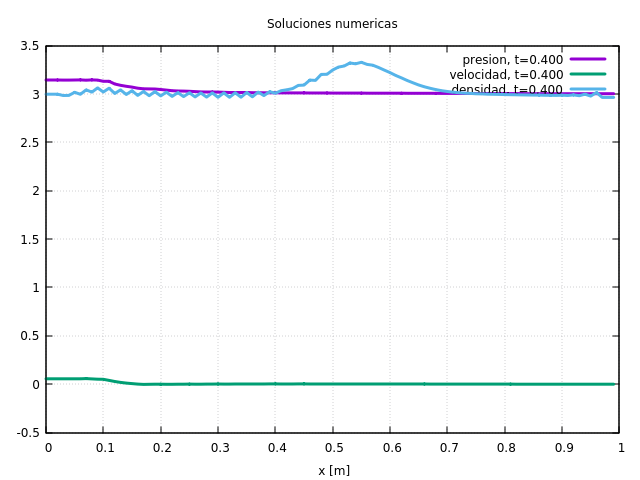 Soluciones numericas
3.5
3
2.5
2
1.5
1
0.5
0
-0.5
presion, t=0.400
velocidad, t=0.400
densidad, t=0.400
0 0.1 0.2 0.3 0.4 0.5 0.6 0.7 0.8 0.9 1
x [m]